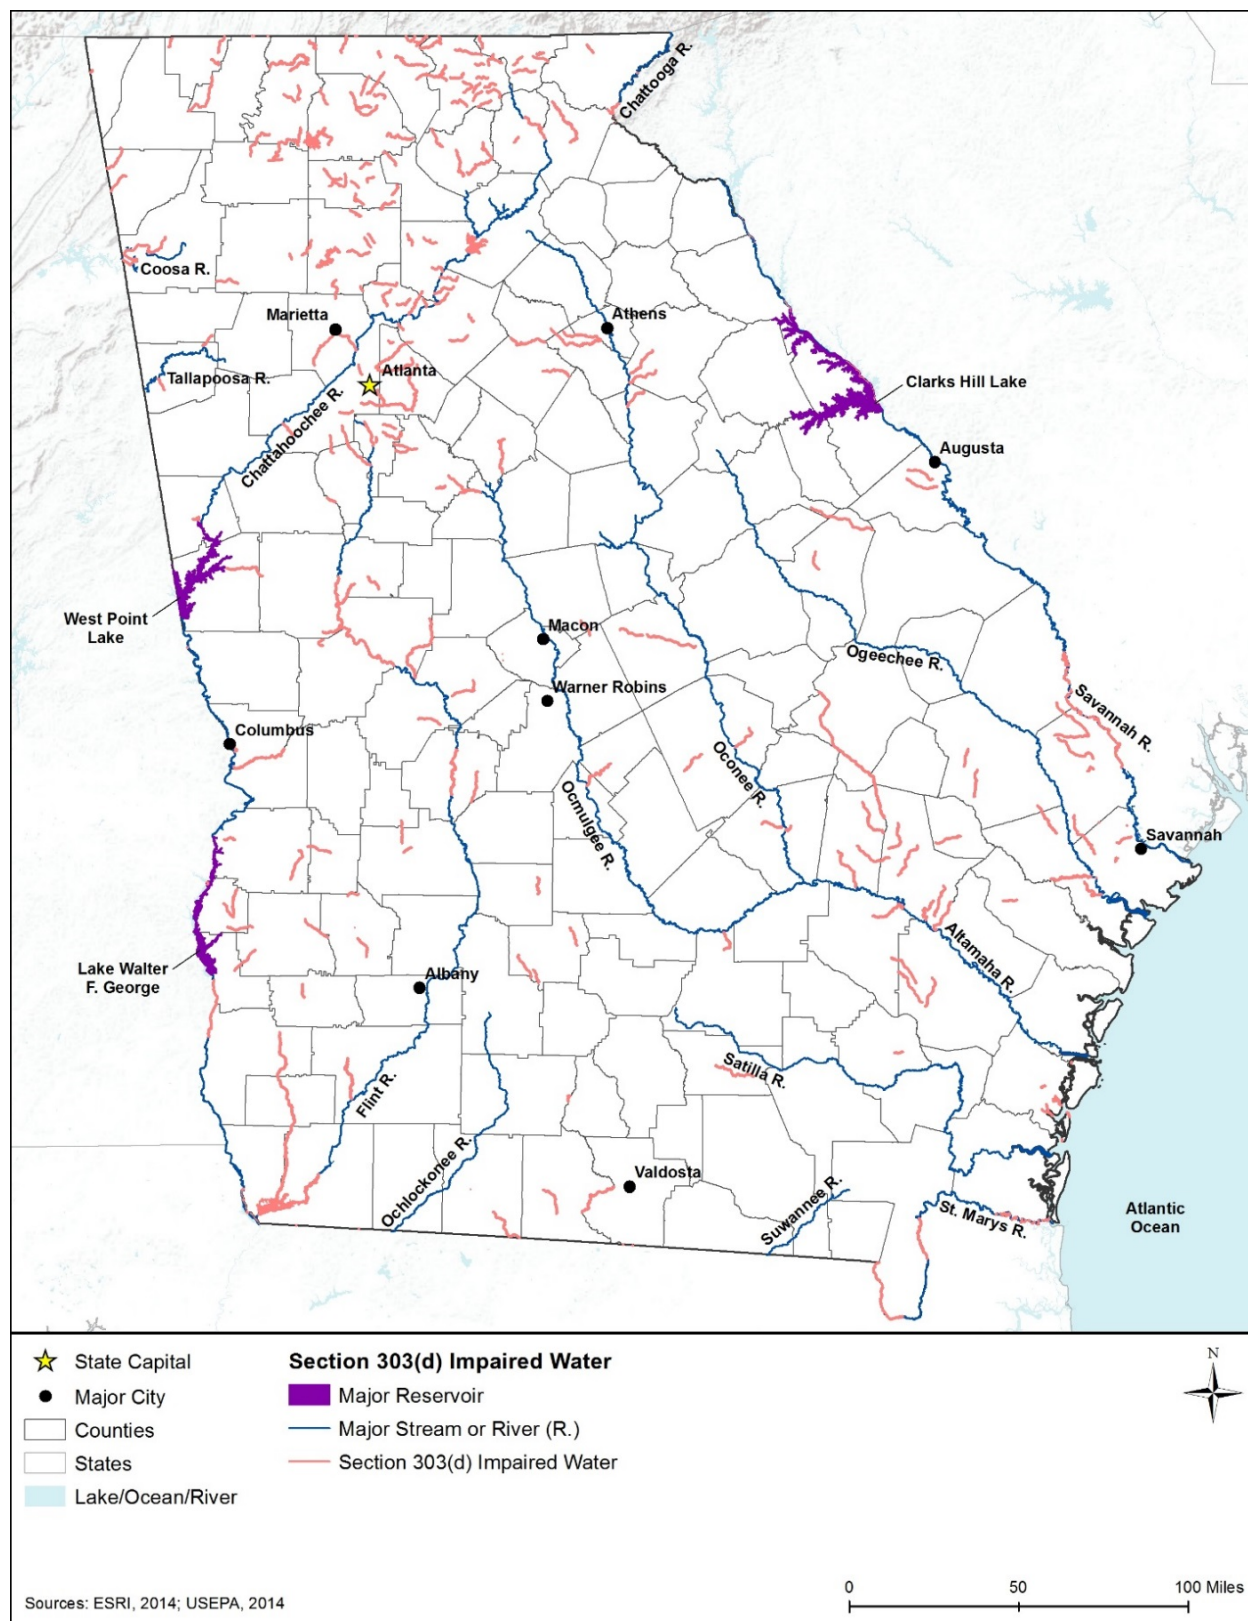 Chattooga R.
Coosa R.
Marietta
Athens
Tallapoosa R.
Atlanta
Clarks Hill Lake
Chattahoochee R.
Augusta
West Point
Lake
Macon
Ogeechee R.
Warner Robins
Savannah R.
Columbus
Oconee R.
Ocmulgee R.
Savannah
Lake Walter
F. George
Albany
Altamaha R.
Satilla R.
Flint R.
Ochlockonee R.
Valdosta
Suwannee R.
St. Marys R.
Atlantic
Ocean
State Capital
Major City
Counties
States
Lake/Ocean/River
Section 303(d) Impaired Water
Major Reservoir
Major Stream or River (R.)
Section 303(d) Impaired Water
N
Sources: ESRI, 2014; USEPA, 2014
0 50 100 Miles